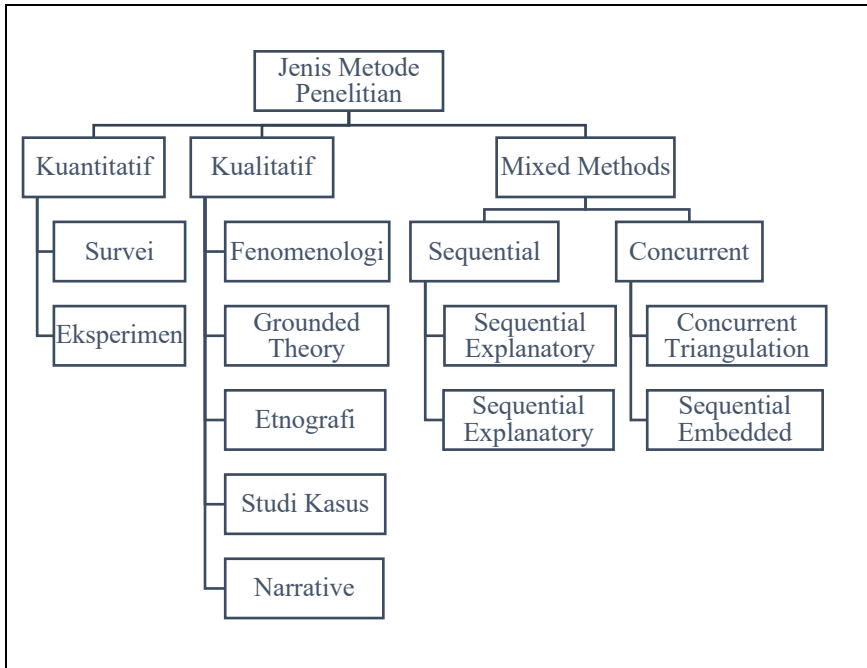 Jenis Metode
Penelitian
Kuantitatif
Survei
Eksperimen
Kualitatif
Fenomenologi
Grounded
Theory
Etnografi
Studi Kasus
Narrative
Mixed Methods
Sequential
Sequential
Explanatory
Sequential
Explanatory
Concurrent
Concurrent
Triangulation
Sequential
Embedded